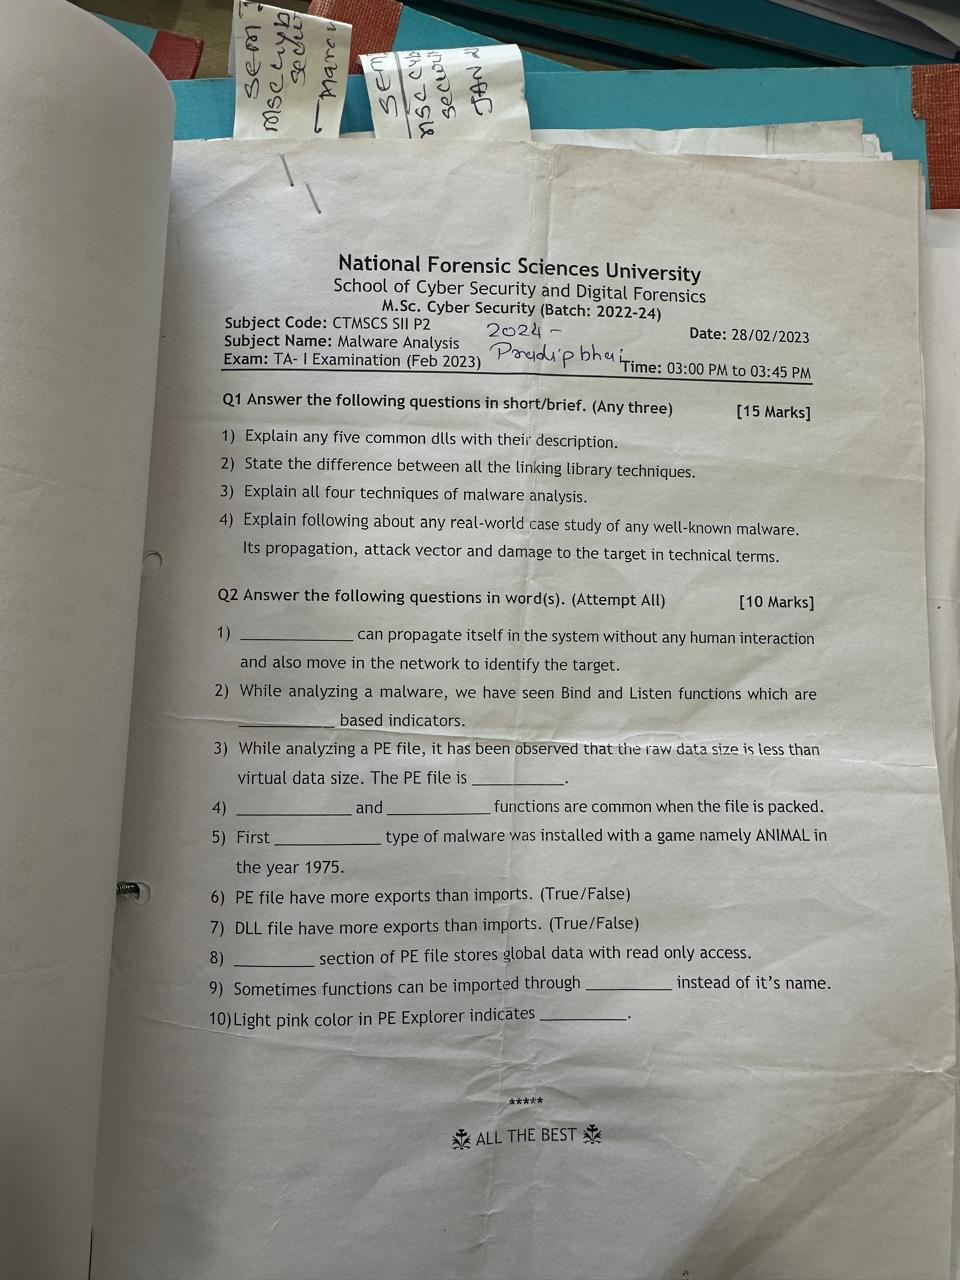 SEM
MSC Cyb
Secu
SEM
MSC Cyb
Securit
JAN
National Forensic Sciences University
School of Cyber Security and Digital Forensics
M.Sc. Cyber Security (Batch: 2022-24)
Subject Code: CTMSCS SII P2
2024 -
Date: 28/02/2023
Subject Name: Malware Analysis
Pradipbhai
Exam: TA- I Examination (Feb 2023)
Time: 03:00 PM to 03:45 PM
Q1 Answer the following questions in short/brief. (Any three) [15 Marks]
1) Explain any five common dlls with their description.
2) State the difference between all the linking library techniques.
3) Explain all four techniques of malware analysis.
4) Explain following about any real-world case study of any well-known malware.
Its propagation, attack vector and damage to the target in technical terms.
Q2 Answer the following questions in word(s). (Attempt All) [10 Marks]
1) ____________ can propagate itself in the system without any human interaction
and also move in the network to identify the target.
2) While analyzing a malware, we have seen Bind and Listen functions which are
__________ based indicators.
3) While analyzing a PE file, it has been observed that the raw data size is less than
virtual data size. The PE file is __________.
4) ____________ and ___________ functions are common when the file is packed.
5) First ___________ type of malware was installed with a game namely ANIMAL in
the year 1975.
6) PE file have more exports than imports. (True/False)
7) DLL file have more exports than imports. (True/False)
8) ________ section of PE file stores global data with read only access.
9) Sometimes functions can be imported through _________ instead of it's name.
10)Light pink color in PE Explorer indicates _________.
*****
ALL THE BEST